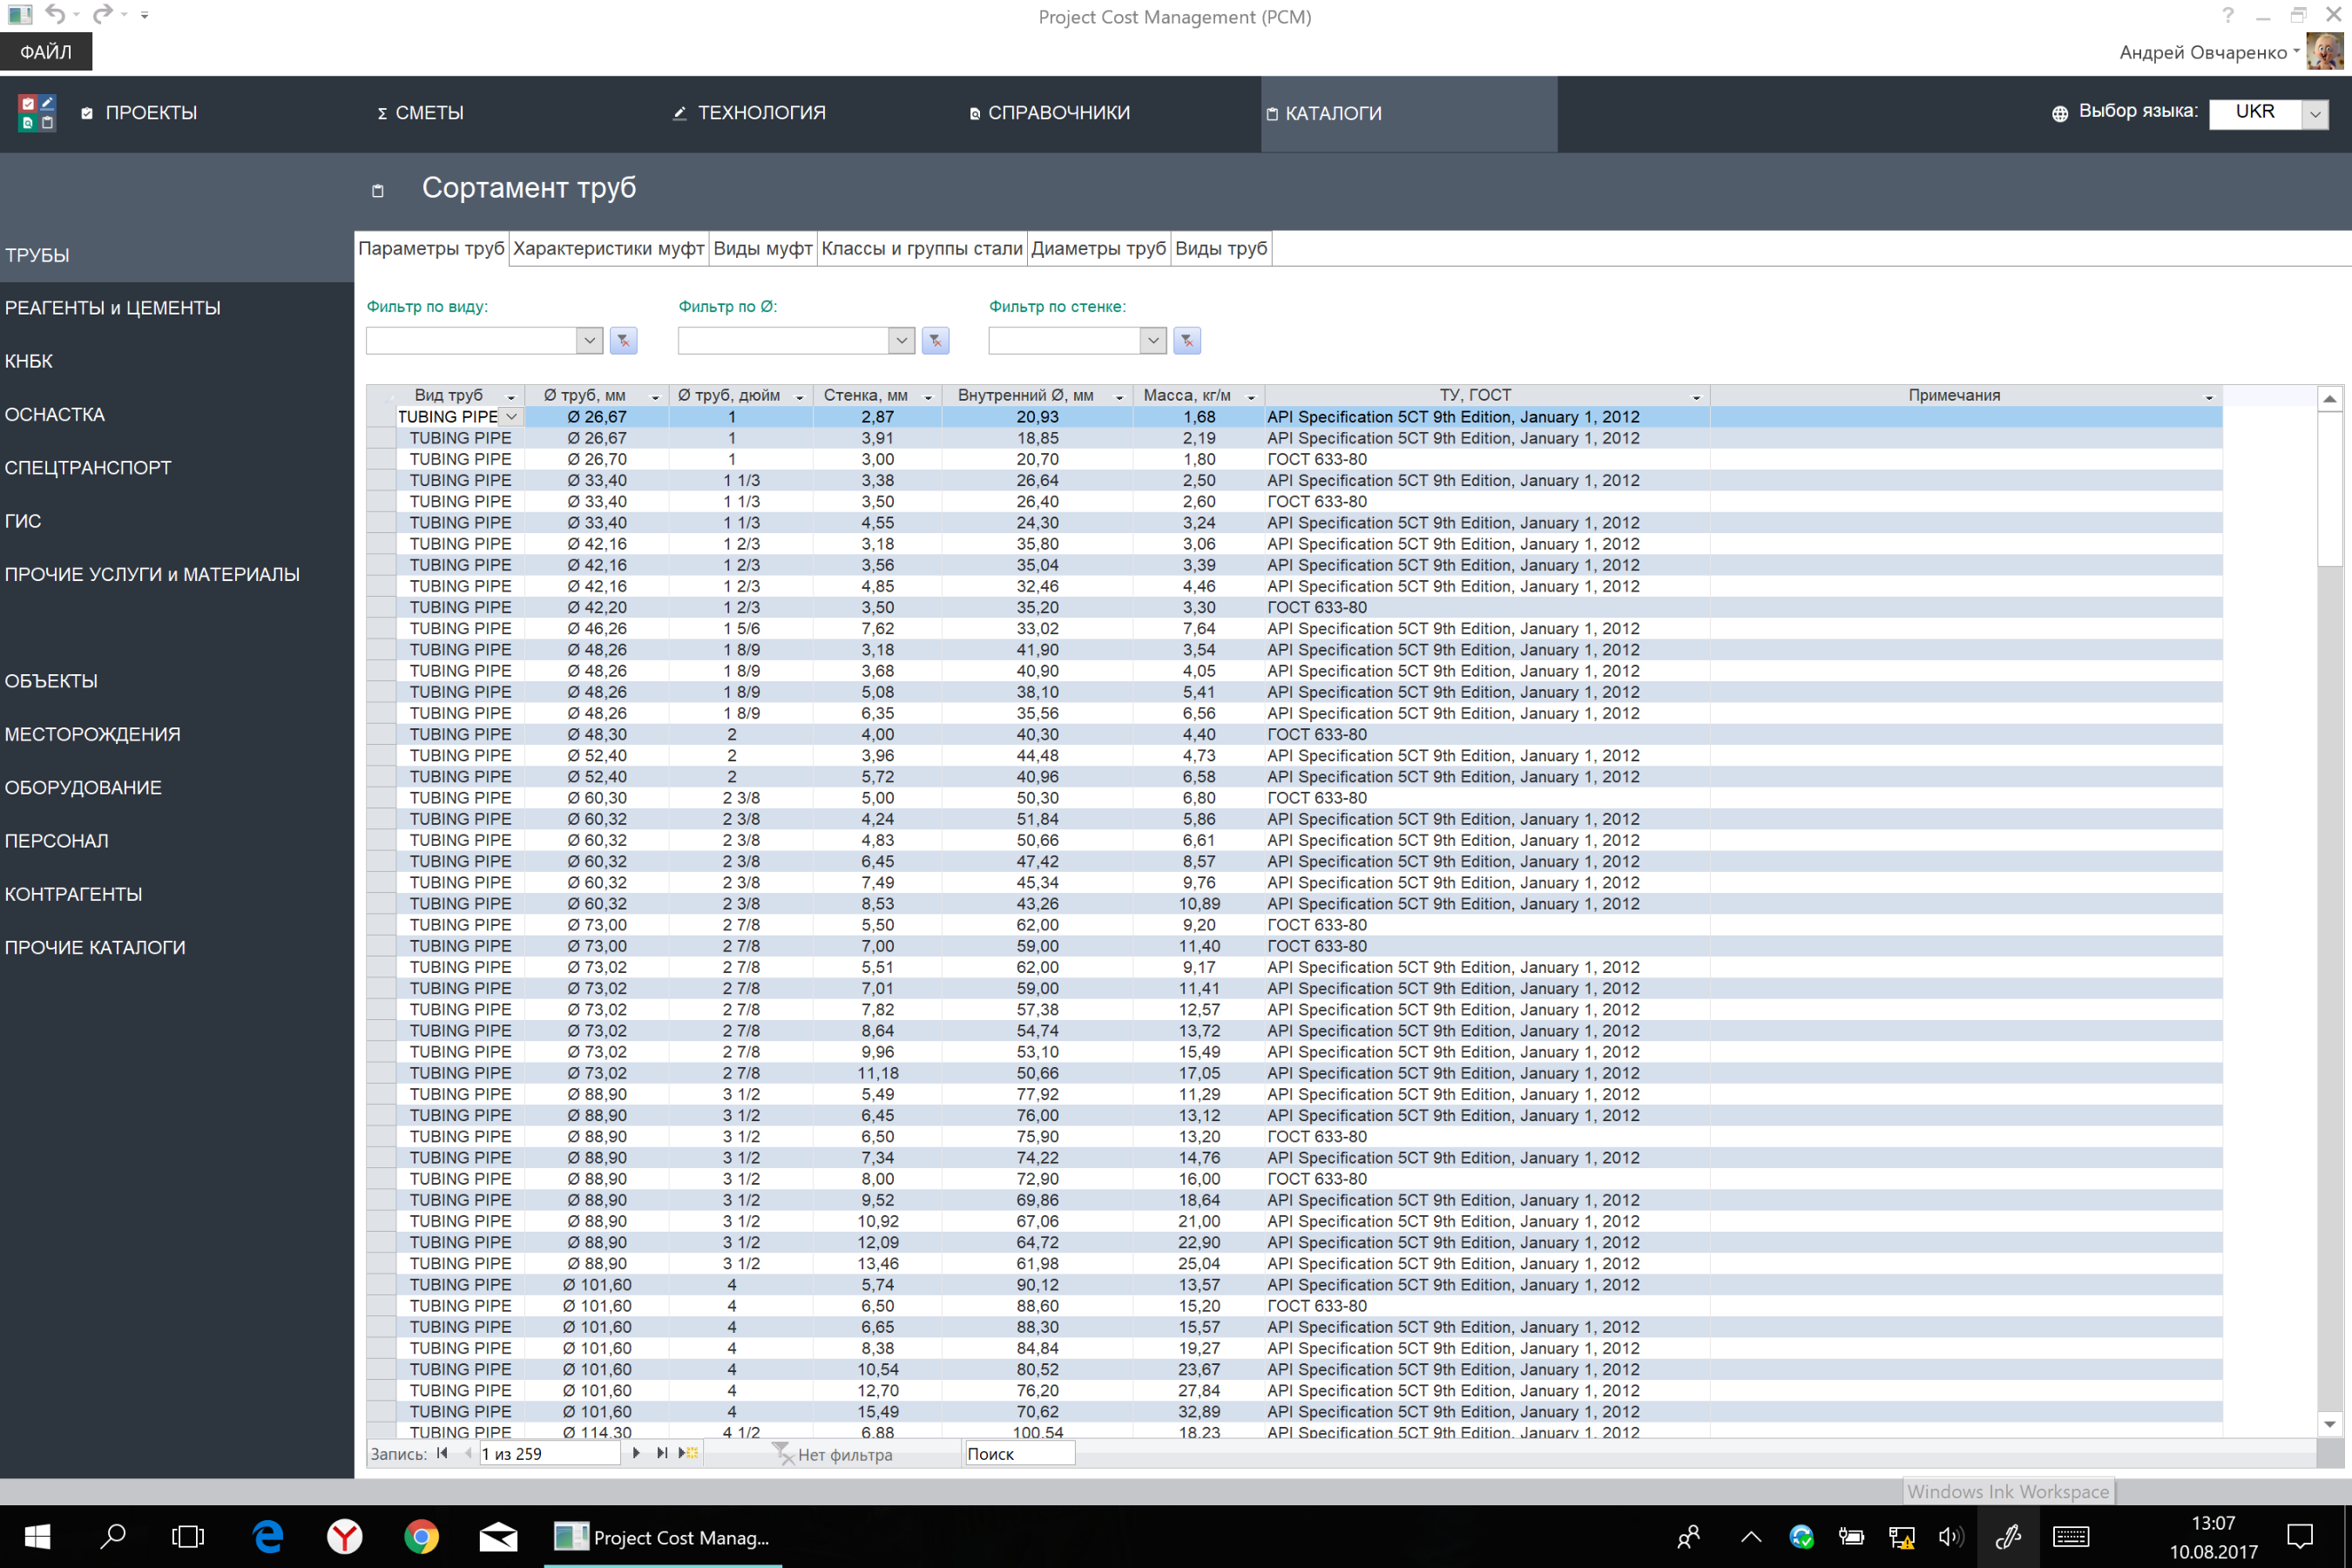 Project Cost Management (PCM)
ФАЙЛ
Андрей Овчаренко
ПРОЕКТЫ
Σ СМЕТЫ
ТЕХНОЛОГИЯ
СПРАВОЧНИКИ
КАТАЛОГИ
Выбор языка: UKR
Сортамент труб
ТРУБЫ
РЕАГЕНТЫ и ЦЕМЕНТЫ
КНБК
ОСНАСТКА
СПЕЦТРАНСПОРТ
ГИС
ПРОЧИЕ УСЛУГИ и МАТЕРИАЛЫ
ОБЪЕКТЫ
МЕСТОРОЖДЕНИЯ
ОБОРУДОВАНИЕ
ПЕРСОНАЛ
КОНТРАГЕНТЫ
ПРОЧИЕ КАТАЛОГИ
Параметры труб Характеристики муфт Виды муфт Классы и группы стали Диаметры труб Виды труб
Фильтр по виду: Фильтр по Ø: Фильтр по стенке:
Вид труб Ø труб, мм Ø труб, дюйм Стенка, мм Внутренний Ø, мм Масса, кг/м ТУ, ГОСТ Примечания
TUBING PIPE Ø 26,67 1 2,87 20,93 1,68 API Specification 5CT 9th Edition, January 1, 2012
TUBING PIPE Ø 26,67 1 3,91 18,85 2,19 API Specification 5CT 9th Edition, January 1, 2012
TUBING PIPE Ø 26,70 1 3,00 20,70 1,80 ГОСТ 633-80
TUBING PIPE Ø 33,40 1 1/3 3,38 26,64 2,50 API Specification 5CT 9th Edition, January 1, 2012
TUBING PIPE Ø 33,40 1 1/3 3,50 26,40 2,60 ГОСТ 633-80
TUBING PIPE Ø 33,40 1 1/3 4,55 24,30 3,24 API Specification 5CT 9th Edition, January 1, 2012
TUBING PIPE Ø 42,16 1 2/3 3,18 35,80 3,06 API Specification 5CT 9th Edition, January 1, 2012
TUBING PIPE Ø 42,16 1 2/3 3,56 35,04 3,39 API Specification 5CT 9th Edition, January 1, 2012
TUBING PIPE Ø 42,16 1 2/3 4,85 32,46 4,46 API Specification 5CT 9th Edition, January 1, 2012
TUBING PIPE Ø 42,20 1 2/3 3,50 35,20 3,30 ГОСТ 633-80
TUBING PIPE Ø 46,26 1 5/6 7,62 33,02 7,64 API Specification 5CT 9th Edition, January 1, 2012
TUBING PIPE Ø 48,26 1 8/9 3,18 41,90 3,54 API Specification 5CT 9th Edition, January 1, 2012
TUBING PIPE Ø 48,26 1 8/9 3,68 40,90 4,05 API Specification 5CT 9th Edition, January 1, 2012
TUBING PIPE Ø 48,26 1 8/9 5,08 38,10 5,41 API Specification 5CT 9th Edition, January 1, 2012
TUBING PIPE Ø 48,26 1 8/9 6,35 35,56 6,56 API Specification 5CT 9th Edition, January 1, 2012
TUBING PIPE Ø 48,30 2 4,00 40,30 4,40 ГОСТ 633-80
TUBING PIPE Ø 52,40 2 3,96 44,48 4,73 API Specification 5CT 9th Edition, January 1, 2012
TUBING PIPE Ø 52,40 2 5,72 40,96 6,58 API Specification 5CT 9th Edition, January 1, 2012
TUBING PIPE Ø 60,30 2 3/8 5,00 50,30 6,80 ГОСТ 633-80
TUBING PIPE Ø 60,32 2 3/8 4,24 51,84 5,86 API Specification 5CT 9th Edition, January 1, 2012
TUBING PIPE Ø 60,32 2 3/8 4,83 50,66 6,61 API Specification 5CT 9th Edition, January 1, 2012
TUBING PIPE Ø 60,32 2 3/8 6,45 47,42 8,57 API Specification 5CT 9th Edition, January 1, 2012
TUBING PIPE Ø 60,32 2 3/8 7,49 45,34 9,76 API Specification 5CT 9th Edition, January 1, 2012
TUBING PIPE Ø 60,32 2 3/8 8,53 43,26 10,89 API Specification 5CT 9th Edition, January 1, 2012
TUBING PIPE Ø 73,00 2 7/8 5,50 62,00 9,20 ГОСТ 633-80
TUBING PIPE Ø 73,00 2 7/8 7,00 59,00 11,40 ГОСТ 633-80
TUBING PIPE Ø 73,02 2 7/8 5,51 62,00 9,17 API Specification 5CT 9th Edition, January 1, 2012
TUBING PIPE Ø 73,02 2 7/8 7,01 59,00 11,41 API Specification 5CT 9th Edition, January 1, 2012
TUBING PIPE Ø 73,02 2 7/8 7,82 57,38 12,57 API Specification 5CT 9th Edition, January 1, 2012
TUBING PIPE Ø 73,02 2 7/8 8,64 54,74 13,72 API Specification 5CT 9th Edition, January 1, 2012
TUBING PIPE Ø 73,02 2 7/8 9,96 53,10 15,49 API Specification 5CT 9th Edition, January 1, 2012
TUBING PIPE Ø 73,02 2 7/8 11,18 50,66 17,05 API Specification 5CT 9th Edition, January 1, 2012
TUBING PIPE Ø 88,90 3 1/2 5,49 77,92 11,29 API Specification 5CT 9th Edition, January 1, 2012
TUBING PIPE Ø 88,90 3 1/2 6,45 76,00 13,12 API Specification 5CT 9th Edition, January 1, 2012
TUBING PIPE Ø 88,90 3 1/2 6,50 75,90 13,20 ГОСТ 633-80
TUBING PIPE Ø 88,90 3 1/2 7,34 74,22 14,76 API Specification 5CT 9th Edition, January 1, 2012
TUBING PIPE Ø 88,90 3 1/2 8,00 72,90 16,00 ГОСТ 633-80
TUBING PIPE Ø 88,90 3 1/2 9,52 69,86 18,64 API Specification 5CT 9th Edition, January 1, 2012
TUBING PIPE Ø 88,90 3 1/2 10,92 67,06 21,00 API Specification 5CT 9th Edition, January 1, 2012
TUBING PIPE Ø 88,90 3 1/2 12,09 64,72 22,90 API Specification 5CT 9th Edition, January 1, 2012
TUBING PIPE Ø 88,90 3 1/2 13,46 61,98 25,04 API Specification 5CT 9th Edition, January 1, 2012
TUBING PIPE Ø 101,60 4 5,74 90,12 13,57 API Specification 5CT 9th Edition, January 1, 2012
TUBING PIPE Ø 101,60 4 6,50 88,60 15,20 ГОСТ 633-80
TUBING PIPE Ø 101,60 4 6,65 88,30 15,57 API Specification 5CT 9th Edition, January 1, 2012
TUBING PIPE Ø 101,60 4 8,38 84,84 19,27 API Specification 5CT 9th Edition, January 1, 2012
TUBING PIPE Ø 101,60 4 10,54 80,52 23,67 API Specification 5CT 9th Edition, January 1, 2012
TUBING PIPE Ø 101,60 4 12,70 76,20 27,84 API Specification 5CT 9th Edition, January 1, 2012
TUBING PIPE Ø 101,60 4 15,49 70,62 32,89 API Specification 5CT 9th Edition, January 1, 2012
TUBING PIPE Ø 114,30 4 1/2 6,88 100,54 18,23 API Specification 5CT 9th Edition, January 1, 2012
Запись: 1 из 259 Нет фильтра Поиск
Windows Ink Workspace
Project Cost Manag...
13:07
10.08.2017